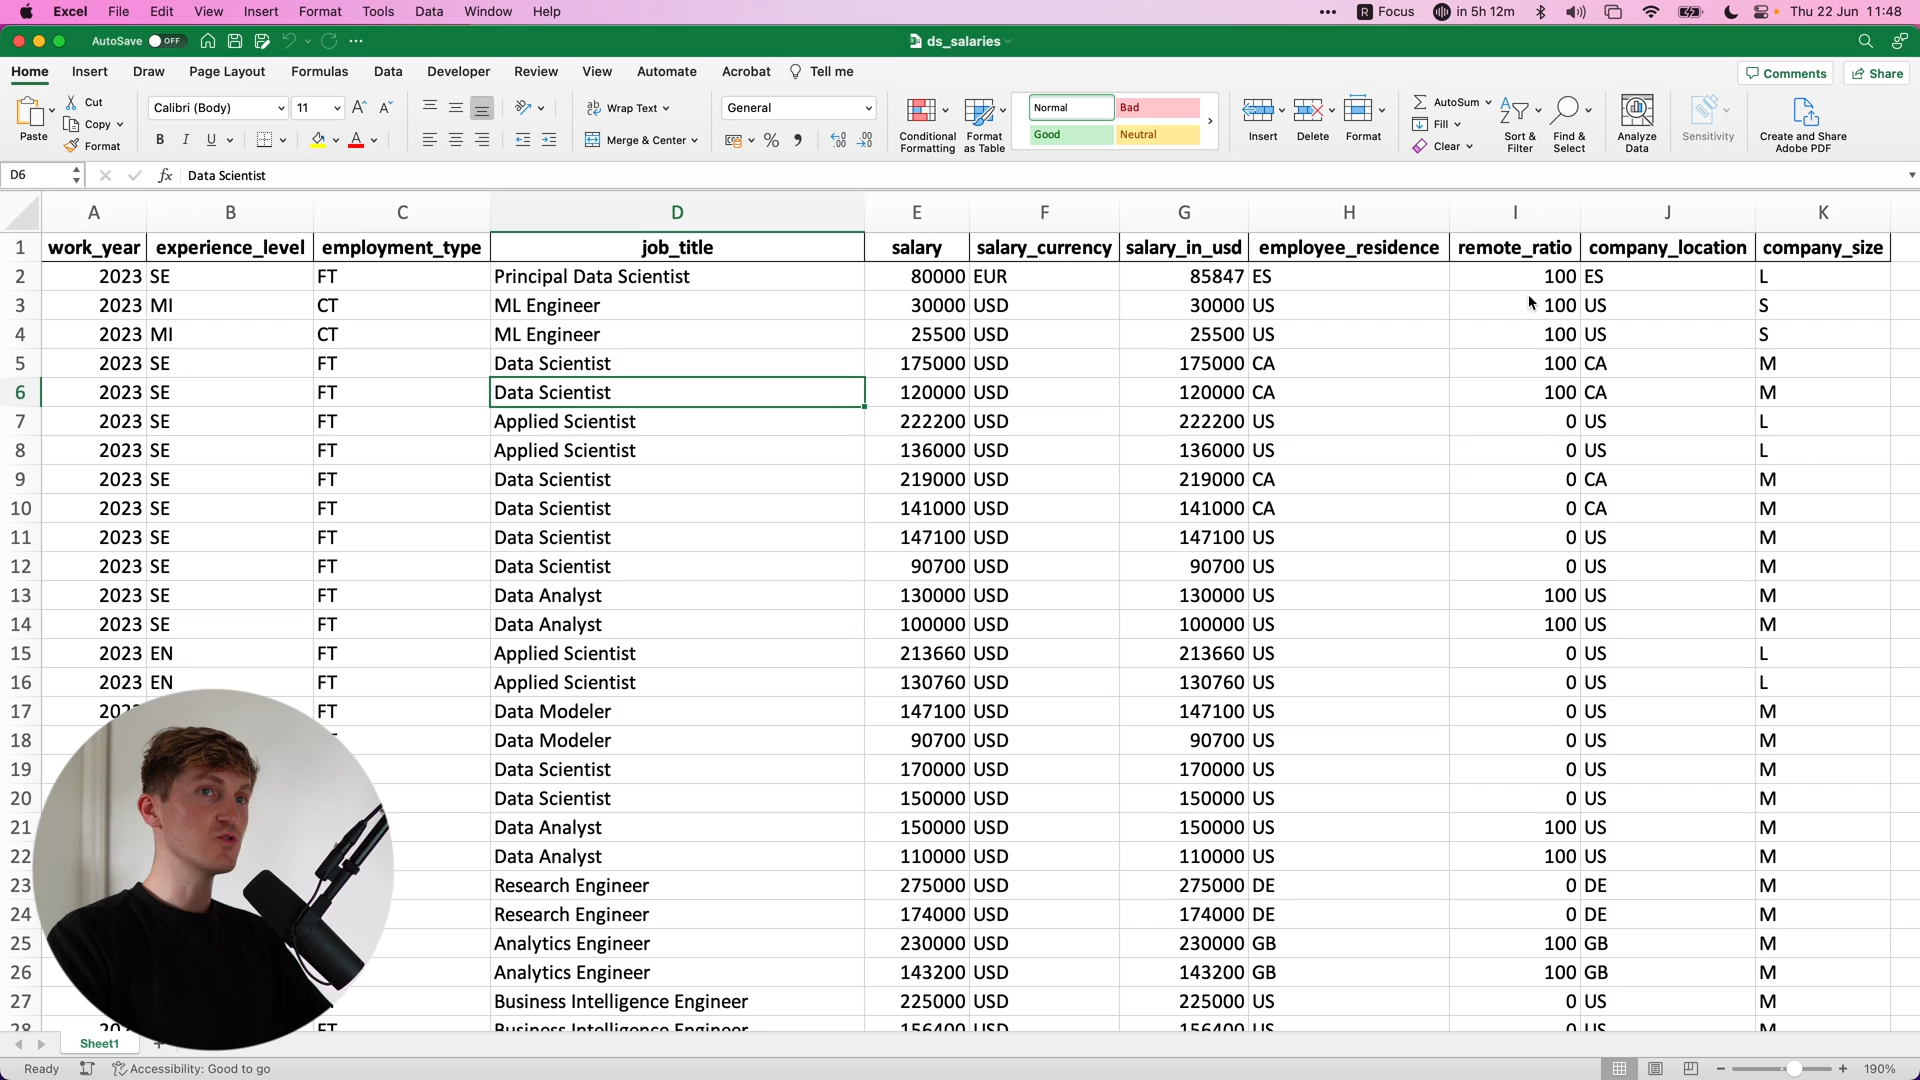 Excel File Edit View Insert Format Tools Data Window Help ••• R Focus in 5h 12m Thu 22 Jun 11:48
AutoSave OFF ••• ds_salaries
Home Insert Draw Page Layout Formulas Data Developer Review View Automate Acrobat Tell me Comments Share
Paste Cut Copy Format Calibri (Body) 11 B I U Wrap Text Merge & Center General Conditional Formatting Format as Table Normal Bad Good Neutral Insert Delete Format AutoSum Fill Clear Sort & Filter Find & Select Analyze Data Sensitivity Create and Share Adobe PDF
D6 fx Data Scientist
A B C D E F G H I J K
1 work_year experience_level employment_type job_title salary salary_currency salary_in_usd employee_residence remote_ratio company_location company_size
2 2023 SE FT Principal Data Scientist 80000 EUR 85847 ES 100 ES L
3 2023 MI CT ML Engineer 30000 USD 30000 US 100 US S
4 2023 MI CT ML Engineer 25500 USD 25500 US 100 US S
5 2023 SE FT Data Scientist 175000 USD 175000 CA 100 CA M
6 2023 SE FT Data Scientist 120000 USD 120000 CA 100 CA M
7 2023 SE FT Applied Scientist 222200 USD 222200 US 0 US L
8 2023 SE FT Applied Scientist 136000 USD 136000 US 0 US L
9 2023 SE FT Data Scientist 219000 USD 219000 CA 0 CA M
10 2023 SE FT Data Scientist 141000 USD 141000 CA 0 CA M
11 2023 SE FT Data Scientist 147100 USD 147100 US 0 US M
12 2023 SE FT Data Scientist 90700 USD 90700 US 0 US M
13 2023 SE FT Data Analyst 130000 USD 130000 US 100 US M
14 2023 SE FT Data Analyst 100000 USD 100000 US 100 US M
15 2023 EN FT Applied Scientist 213660 USD 213660 US 0 US L
16 2023 EN FT Applied Scientist 130760 USD 130760 US 0 US L
17 FT Data Modeler 147100 USD 147100 US 0 US M
18 Data Modeler 90700 USD 90700 US 0 US M
19 Data Scientist 170000 USD 170000 US 0 US M
20 Data Scientist 150000 USD 150000 US 0 US M
21 Data Analyst 150000 USD 150000 US 100 US M
22 Data Analyst 110000 USD 110000 US 100 US M
23 Research Engineer 275000 USD 275000 DE 0 DE M
24 Research Engineer 174000 USD 174000 DE 0 DE M
25 Analytics Engineer 230000 USD 230000 GB 100 GB M
26 Analytics Engineer 143200 USD 143200 GB 100 GB M
27 Business Intelligence Engineer 225000 USD 225000 US 0 US M
28 FT Business Intelligence Engineer 156400 USD 156400 US 0 US M
Sheet1 +
Ready Accessibility: Good to go 190%